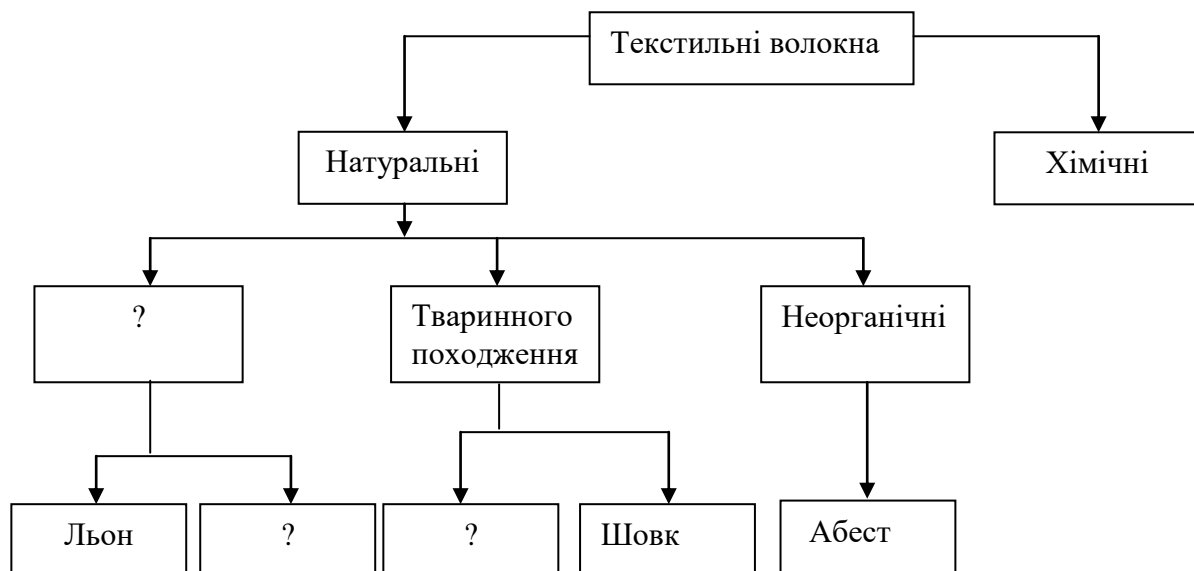 Текстильні волокна
Натуральні
Хімічні
?
Тваринного
походження
Неорганічні
Льон
?
?
Шовк
Абест